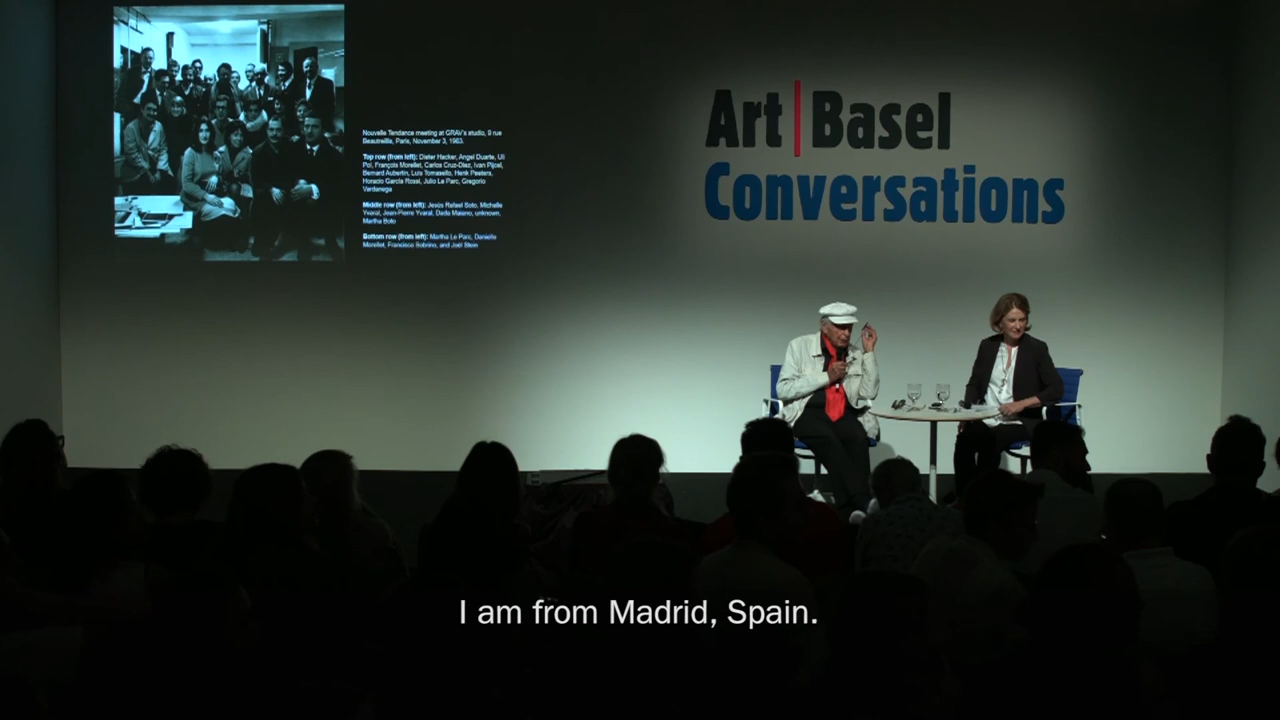 Nouvelle Tendance meeting at GRAV's studio, 9 rue
Beautreillis, Paris, November 3, 1963.
Top row (from left): Dieter Hacker, Angel Duarte, Uli
Pol, François Morellet, Carlos Cruz-Diez, Ivan Pijcel,
Bernard Aubertin, Luis Tomasello, Henk Peeters,
Horacio García Rossi, Julio Le Parc, Gregorio
Vardanega
Middle row (from left): Jesús Rafael Soto, Michelle
Yvaral, Jean-Pierre Yvaral, Dada Maiano, unknown,
Martha Boto
Bottom row (from left): Martha Le Parc, Danielle
Morellet, Francisco Sobrino, and Joël Stein
Art | Basel
Conversations
I am from Madrid, Spain.